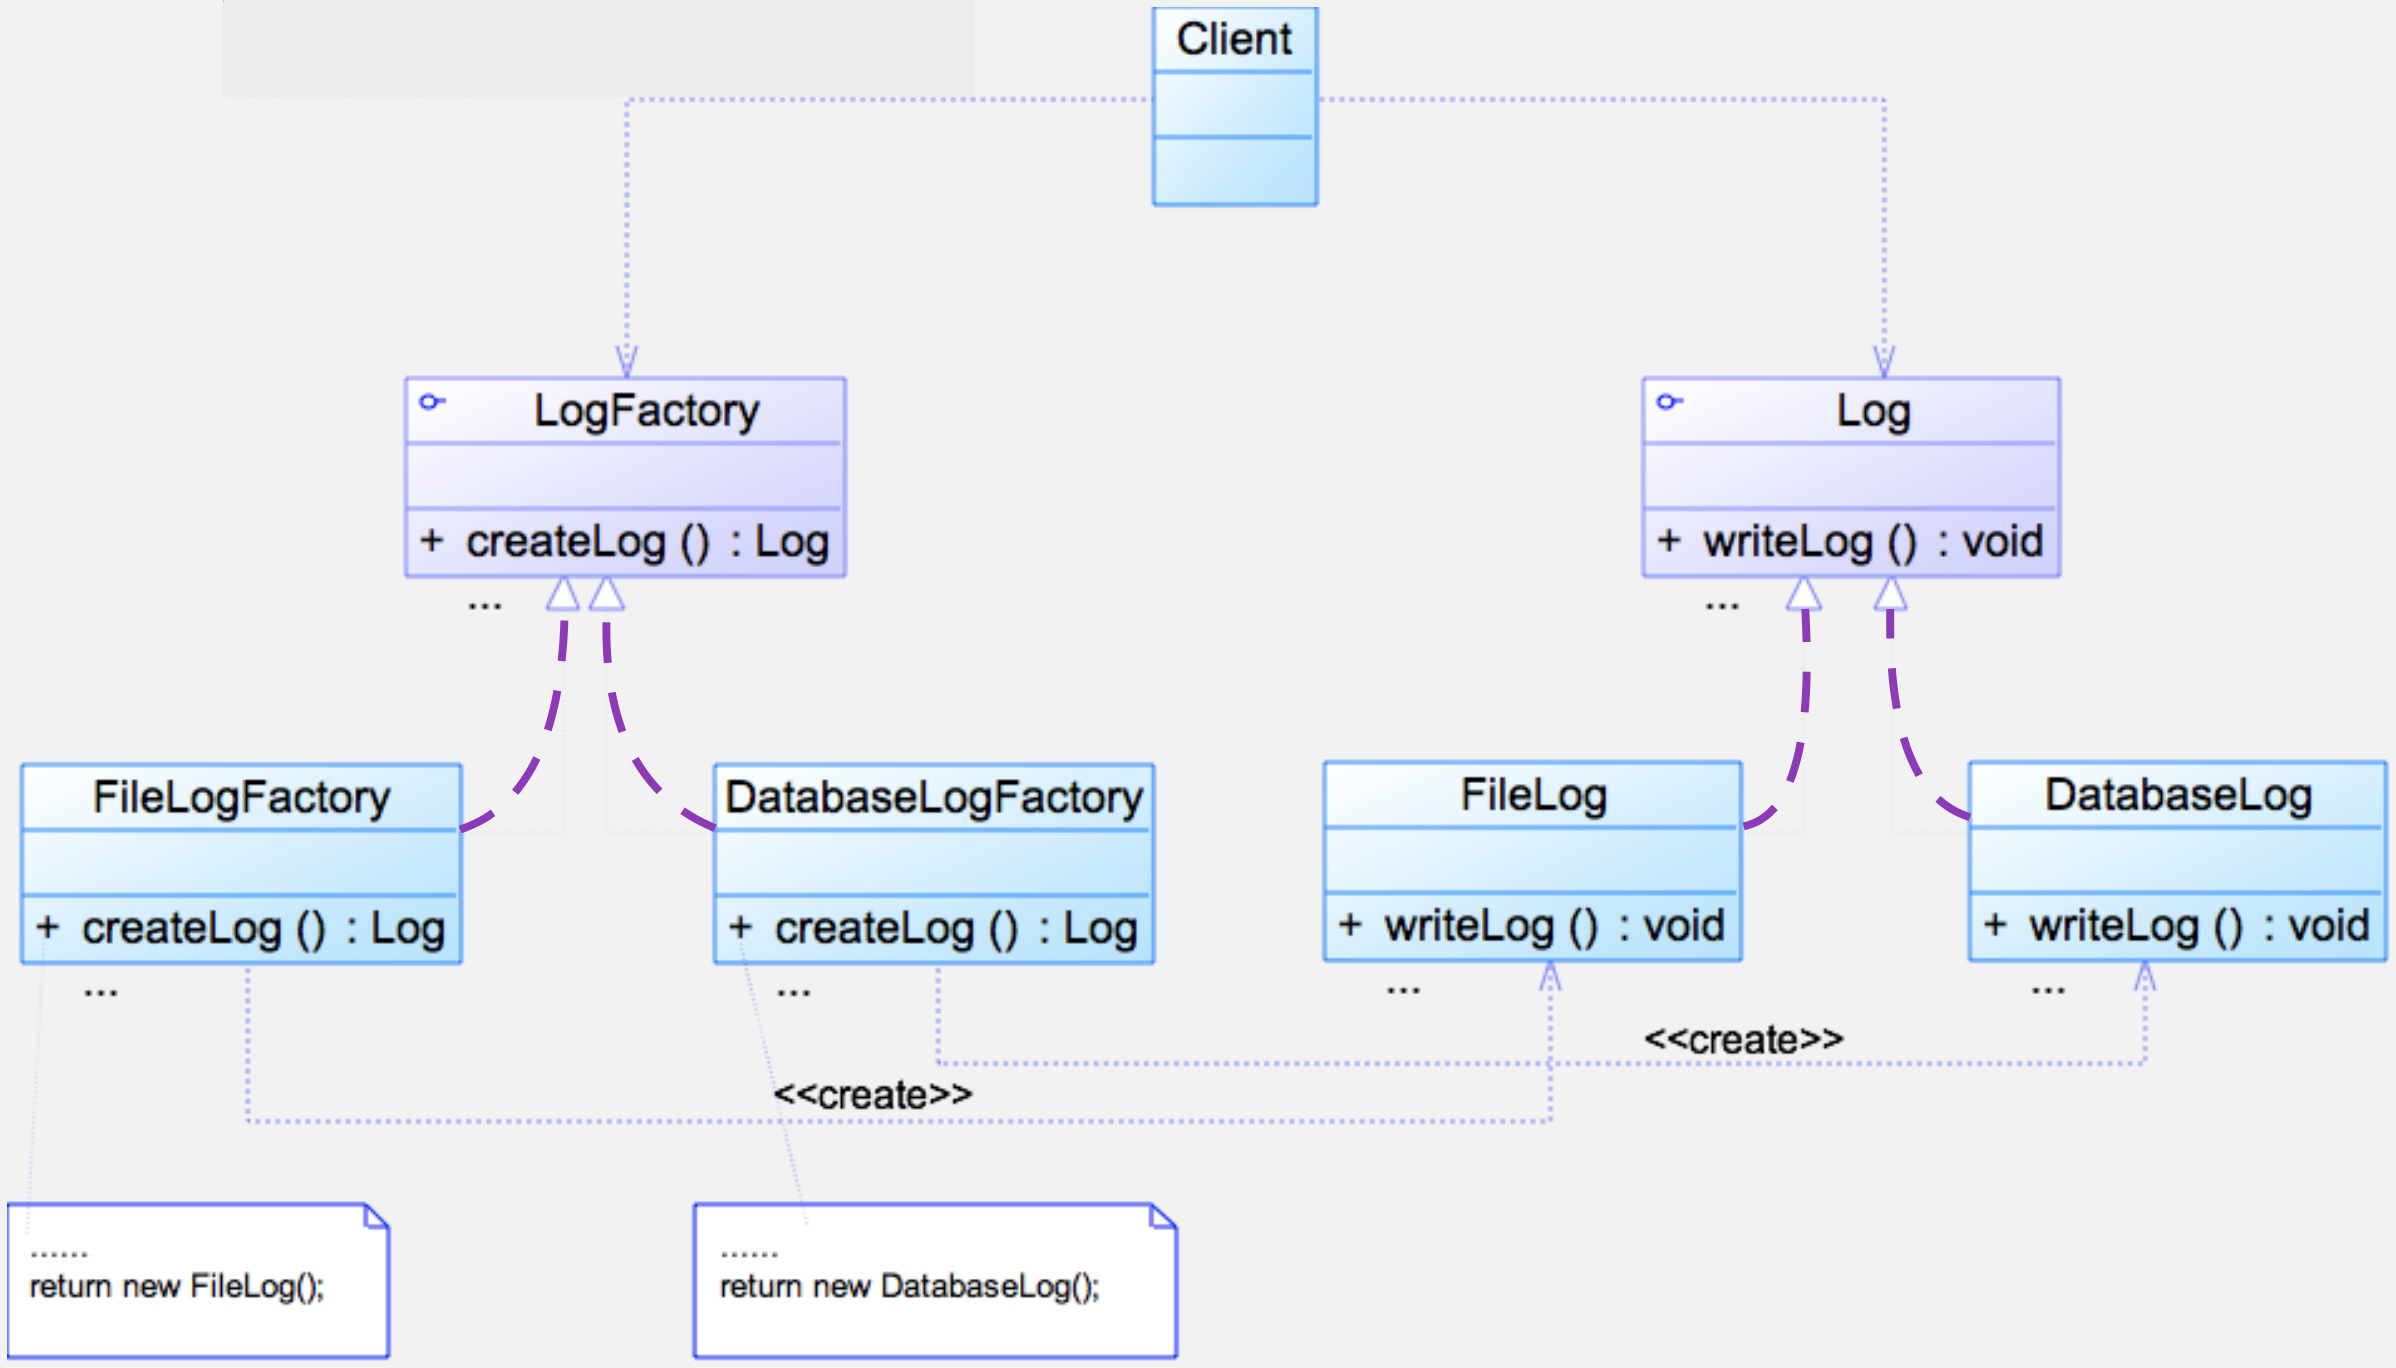 Client
LogFactory
+ createLog () : Log
...
Log
+ writeLog () : void
...
FileLogFactory
+ createLog () : Log
...
DatabaseLogFactory
+ createLog () : Log
...
FileLog
+ writeLog () : void
...
DatabaseLog
+ writeLog () : void
...
<<create>>
<<create>>
......
return new FileLog();
......
return new DatabaseLog();